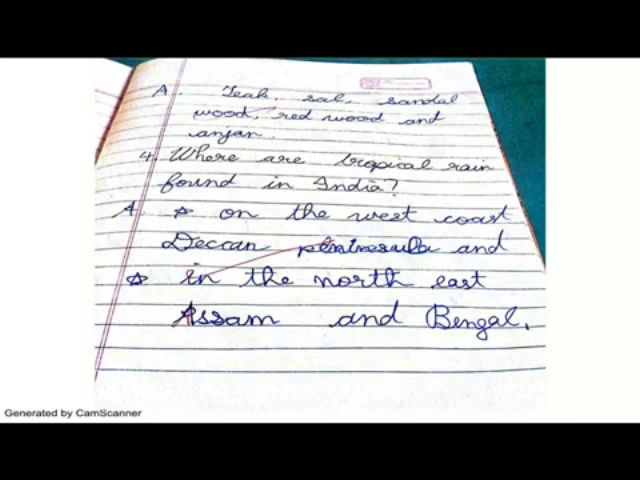 A. Teak, sal, sandal
wood, red wood and
anjan.
4. Where are tropical rain
found in India?
A. ☆ on the west coast
Deccan peninsula and
☆ in the north east
Assam and Bengal.
Generated by CamScanner